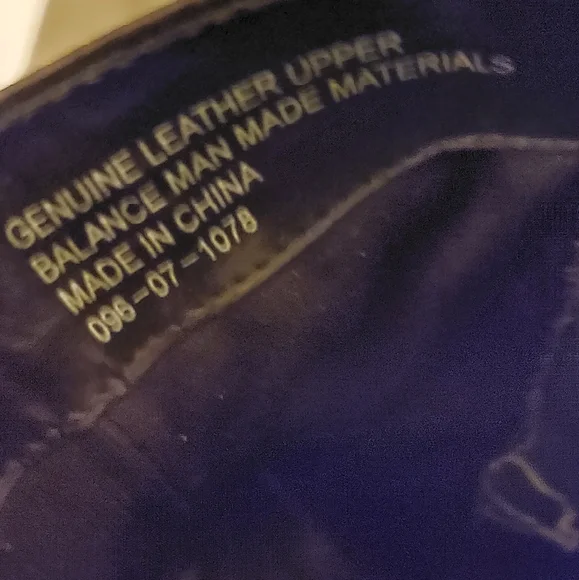 GENUINE LEATHER UPPER
BALANCE MAN MADE MATERIALS
MADE IN CHINA
096-07-1078